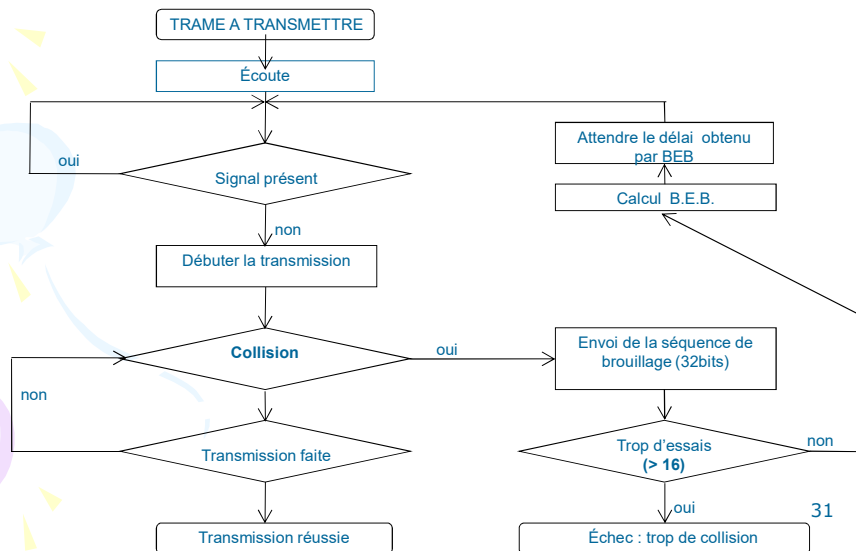 TRAME A TRANSMETTRE
Écoute
oui
Signal présent
non
Débuter la transmission
Collision
oui
non
Transmission faite
Transmission réussie
Attendre le délai obtenu
par BEB
Calcul B.E.B.
Envoi de la séquence de
brouillage (32bits)
Trop d'essais
(> 16)
non
oui
Échec : trop de collision
31